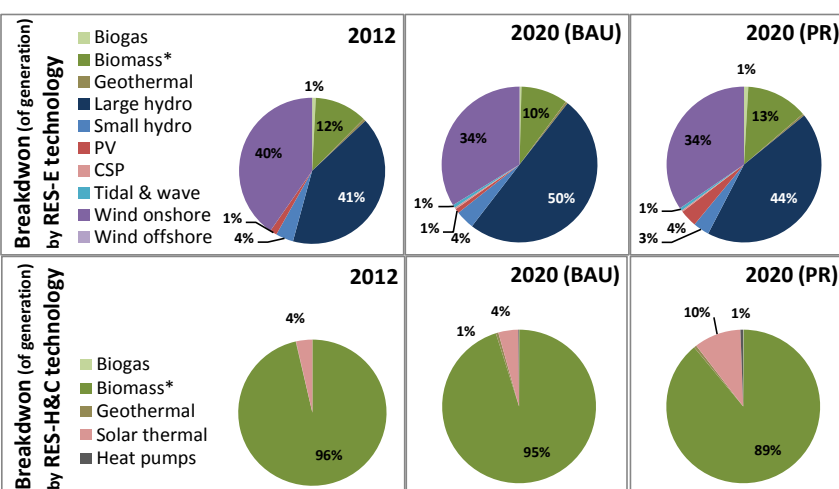 Breakdwon (of generation)
by RES-E technology
Biogas
Biomass*
Geothermal
Large hydro
Small hydro
PV
CSP
Tidal & wave
Wind onshore
Wind offshore
2012
1%
12%
41%
4%
1%
40%
2020 (BAU)
10%
50%
4%
1%
1%
34%
2020 (PR)
1%
13%
44%
3%
4%
1%
34%
Breakdwon (of generation)
by RES-H&C technology
Biogas
Biomass*
Geothermal
Solar thermal
Heat pumps
2012
4%
96%
2020 (BAU)
4%
1%
95%
2020 (PR)
10%
1%
89%